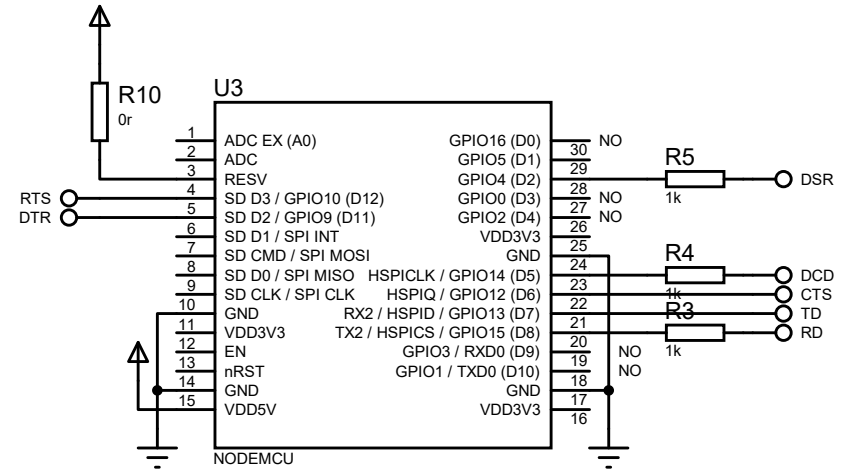 U3
R10
0r
1 ADC EX (A0)
2 ADC
3 RESV
RTS 4 SD D3 / GPIO10 (D12)
DTR 5 SD D2 / GPIO9 (D11)
6 SD D1 / SPI INT
7 SD CMD / SPI MOSI
8 SD D0 / SPI MISO
9 SD CLK / SPI CLK
10 GND
11 VDD3V3
12 EN
13 nRST
14 GND
15 VDD5V
GPIO16 (D0) 30 NO
GPIO5 (D1) 29
GPIO4 (D2) 28 R5 1k DSR
GPIO0 (D3) 27 NO
GPIO2 (D4) 26 NO
VDD3V3 25
GND 24
HSPICLK / GPIO14 (D5) 23 R4 1k DCD
HSPIQ / GPIO12 (D6) 22 CTS
RX2 / HSPID / GPIO13 (D7) 21 TD
TX2 / HSPICS / GPIO15 (D8) 20 R3 1k RD
GPIO3 / RXD0 (D9) 19 NO
GPIO1 / TXD0 (D10) 18 NO
GND 17
VDD3V3 16
NODEMCU